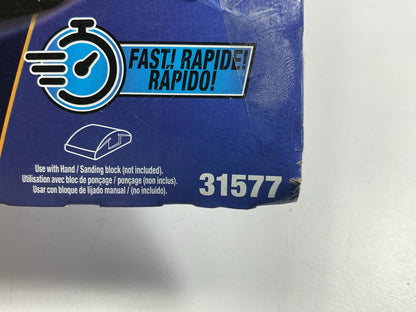 FAST! RAPIDE!
RÁPIDO!
Use with Hand / Sanding block (not included).
Utilisation avec bloc de ponçage / ponçage (non inclus).
Usar con bloque de lijado manual / (no incluido).
31577